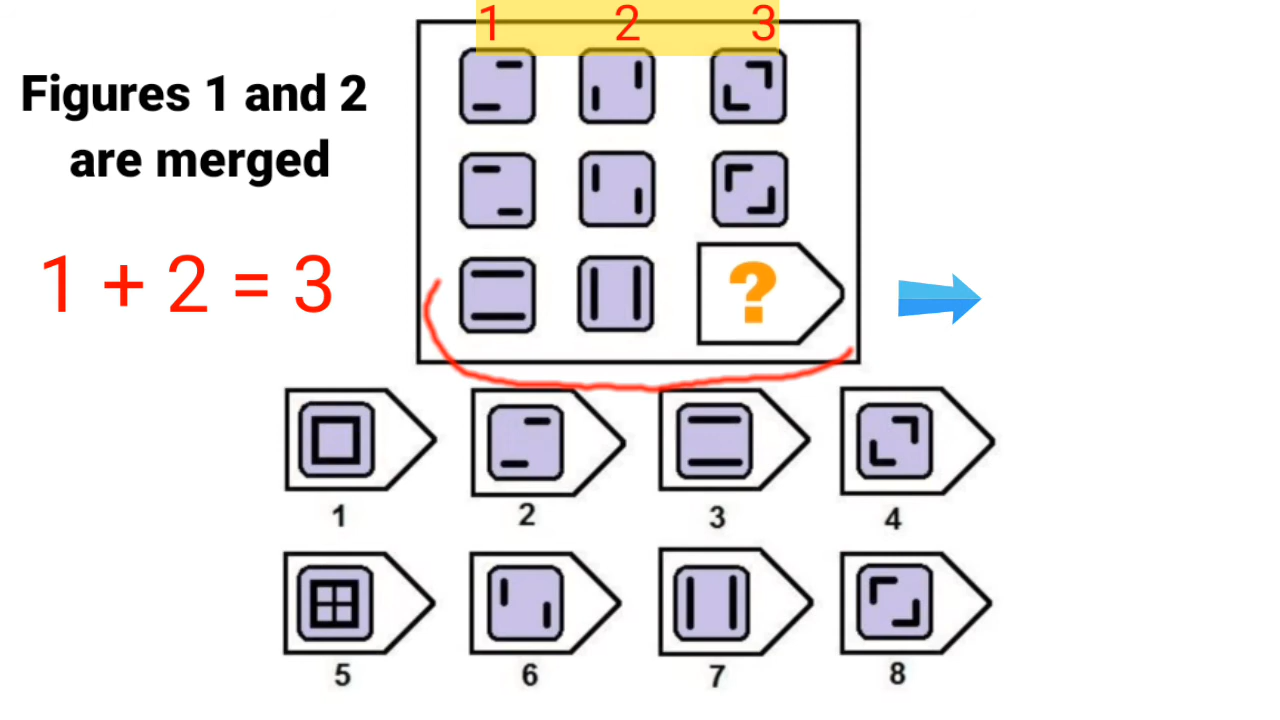 1 2 3
Figures 1 and 2
are merged
1 + 2 = 3
?
1 2 3 4
5 6 7 8